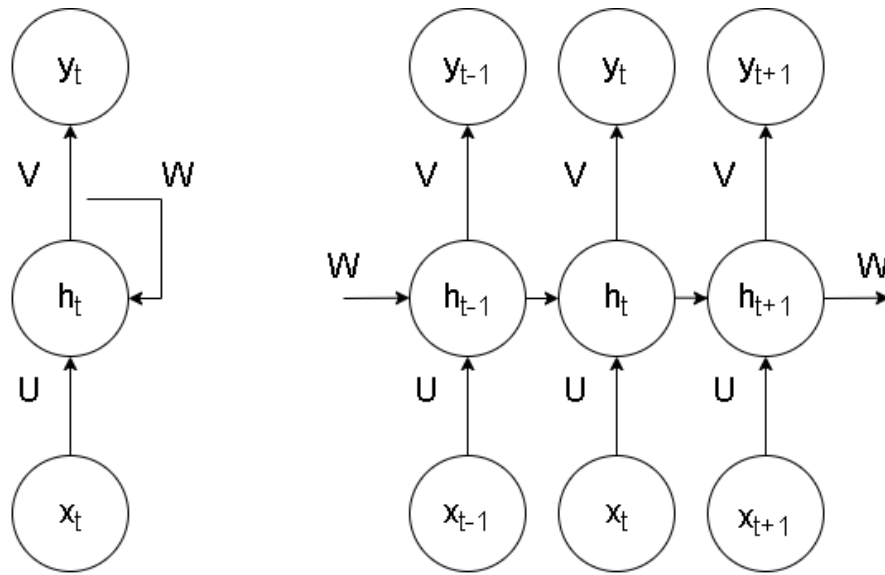 yt yt-1 yt yt+1
V W V V V
W W
ht ht-1 ht ht+1
U U U U
xt xt-1 xt xt+1